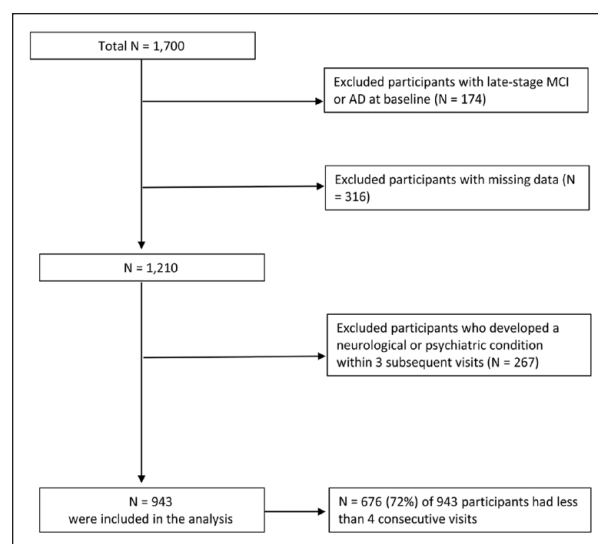 Total N = 1,700
Excluded participants with late-stage MCI
or AD at baseline (N = 174)
Excluded participants with missing data (N
= 316)
N = 1,210
Excluded participants who developed a
neurological or psychiatric condition
within 3 subsequent visits (N = 267)
N = 943
were included in the analysis
N = 676 (72%) of 943 participants had less
than 4 consecutive visits